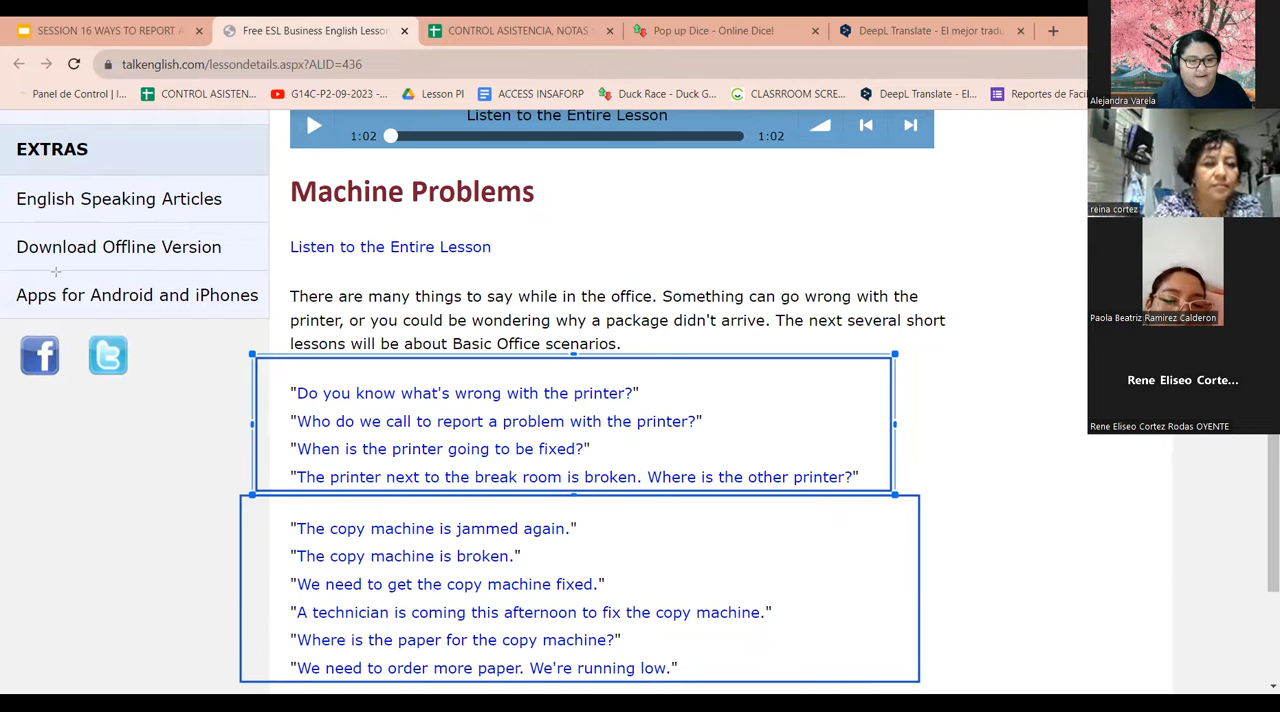 SESSION 16 WAYS TO REPORT A
Free ESL Business English Lesso
CONTROL ASISTENCIA, NOTAS
Pop up Dice - Online Dice!
DeepL Translate - El mejor tradu
talkenglish.com/lessondetails.aspx?ALID=436
Panel de Control | I...
CONTROL ASISTEN...
G14C-P2-09-2023 -...
Lesson Pl
ACCESS INSAFORP
Duck Race - Duck G...
CLASRROOM SCRE...
DeepL Translate - El...
Reportes de Facil
Alejandra Varela
reina cortez
Paola Beatriz Ramirez Calderon
Rene Eliseo Corte...
Rene Eliseo Cortez Rodas OYENTE
EXTRAS
English Speaking Articles
Download Offline Version
Apps for Android and iPhones
Listen to the Entire Lesson
1:02
1:02
Machine Problems
Listen to the Entire Lesson
There are many things to say while in the office. Something can go wrong with the
printer, or you could be wondering why a package didn't arrive. The next several short
lessons will be about Basic Office scenarios.
"Do you know what's wrong with the printer?"
"Who do we call to report a problem with the printer?"
"When is the printer going to be fixed?"
"The printer next to the break room is broken. Where is the other printer?"
"The copy machine is jammed again."
"The copy machine is broken."
"We need to get the copy machine fixed."
"A technician is coming this afternoon to fix the copy machine."
"Where is the paper for the copy machine?"
"We need to order more paper. We're running low."